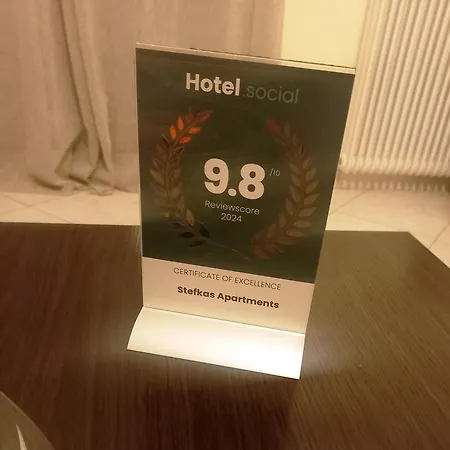 Hotel.social
9.8/10
Reviewscore
2024
CERTIFICATE OF EXCELLENCE
Stefkas Apartments